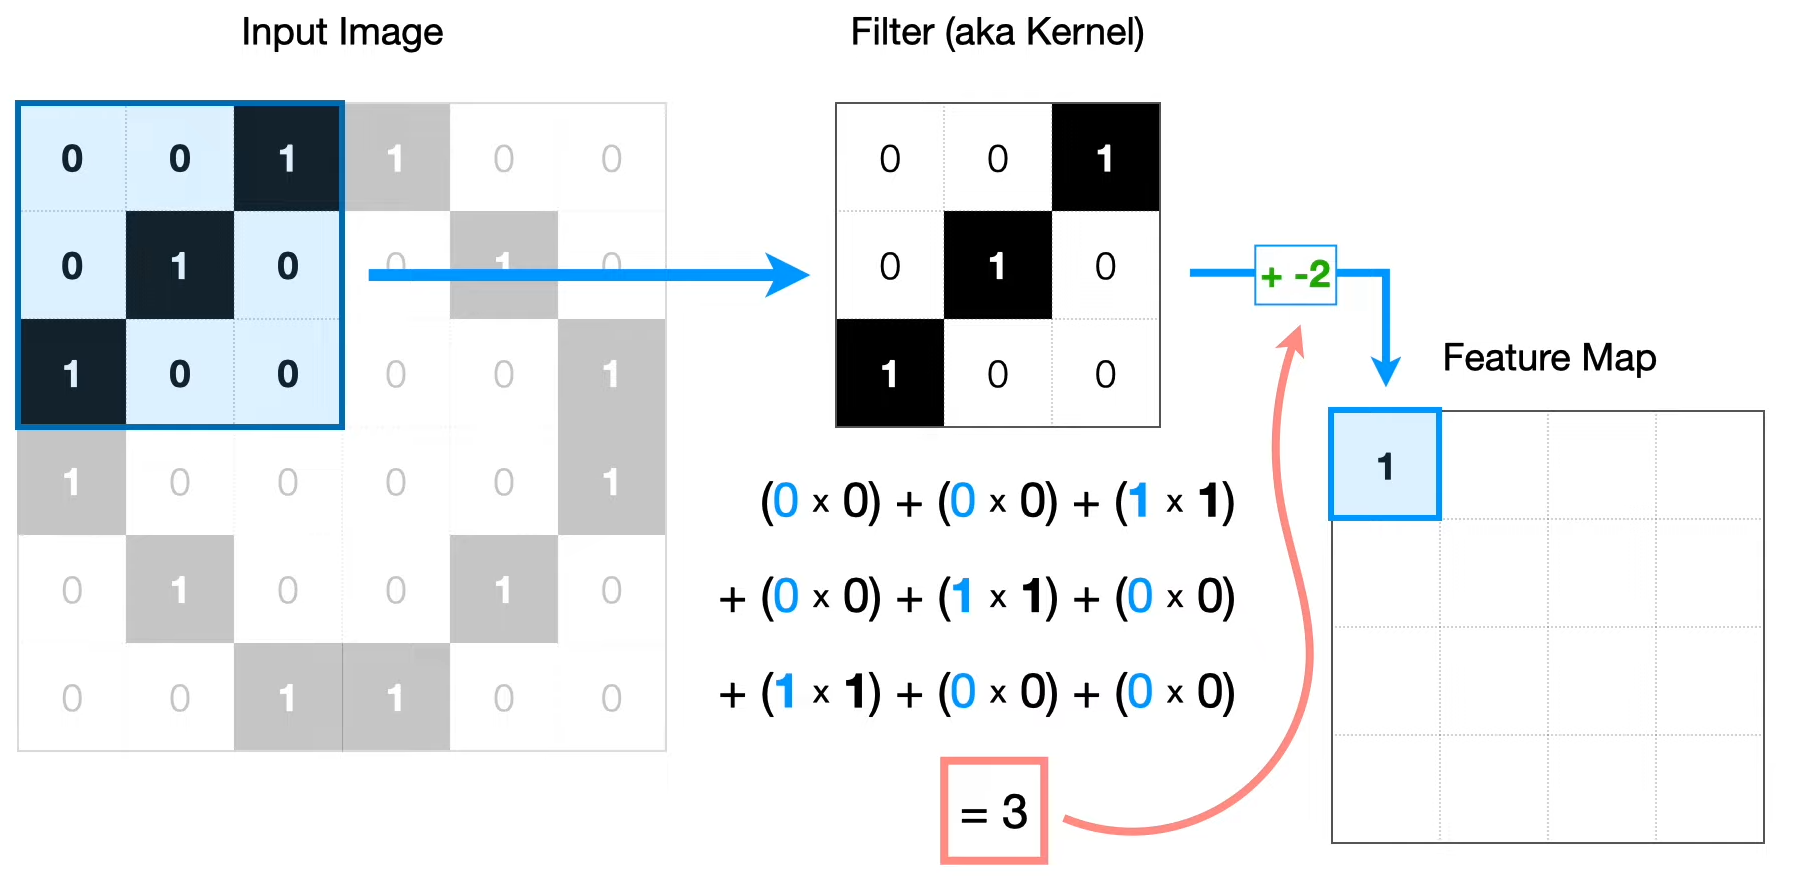 Input Image
Filter (aka Kernel)
0 0 1 1 0 0
0 1 0 0 1 0
1 0 0 0 0 1
1 0 0 0 0 1
0 1 0 0 1 0
0 0 1 1 0 0
0 0 1
0 1 0
1 0 0
+ -2
Feature Map
1
(0 × 0) + (0 × 0) + (1 × 1)
+ (0 × 0) + (1 × 1) + (0 × 0)
+ (1 × 1) + (0 × 0) + (0 × 0)
= 3